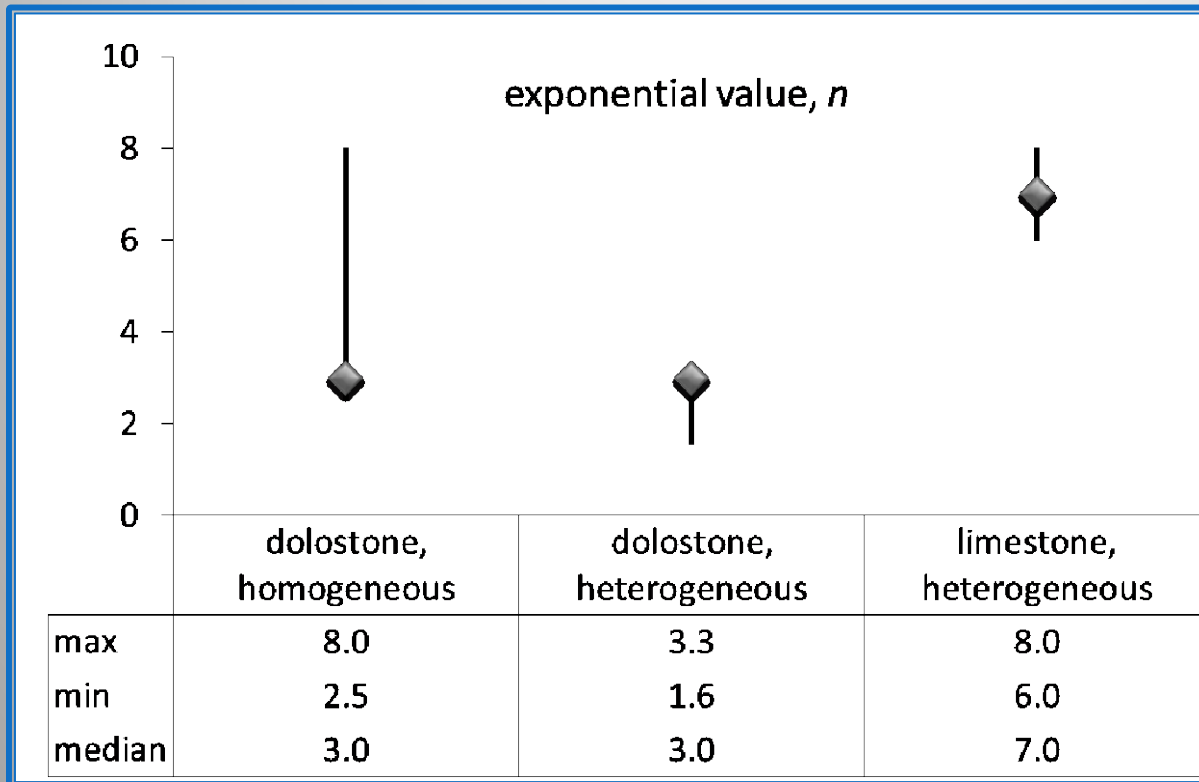 exponential value, n
10
8
6
4
2
0
dolostone, homogeneous dolostone, heterogeneous limestone, heterogeneous
max 8.0 3.3 8.0
min 2.5 1.6 6.0
median 3.0 3.0 7.0